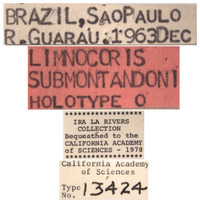 BRAZIL, SAO PAULO
R. GUARAU: 1963 DEC
LIMNOCORIS
SUBMONTANDONI
HOLOTYPE O
IRA LA RIVERS
COLLECTION
Bequeathed to the
CALIFORNIA ACADEMY
of SCIENCES - 1978
California Academy
of Sciences
Type
No. 13424